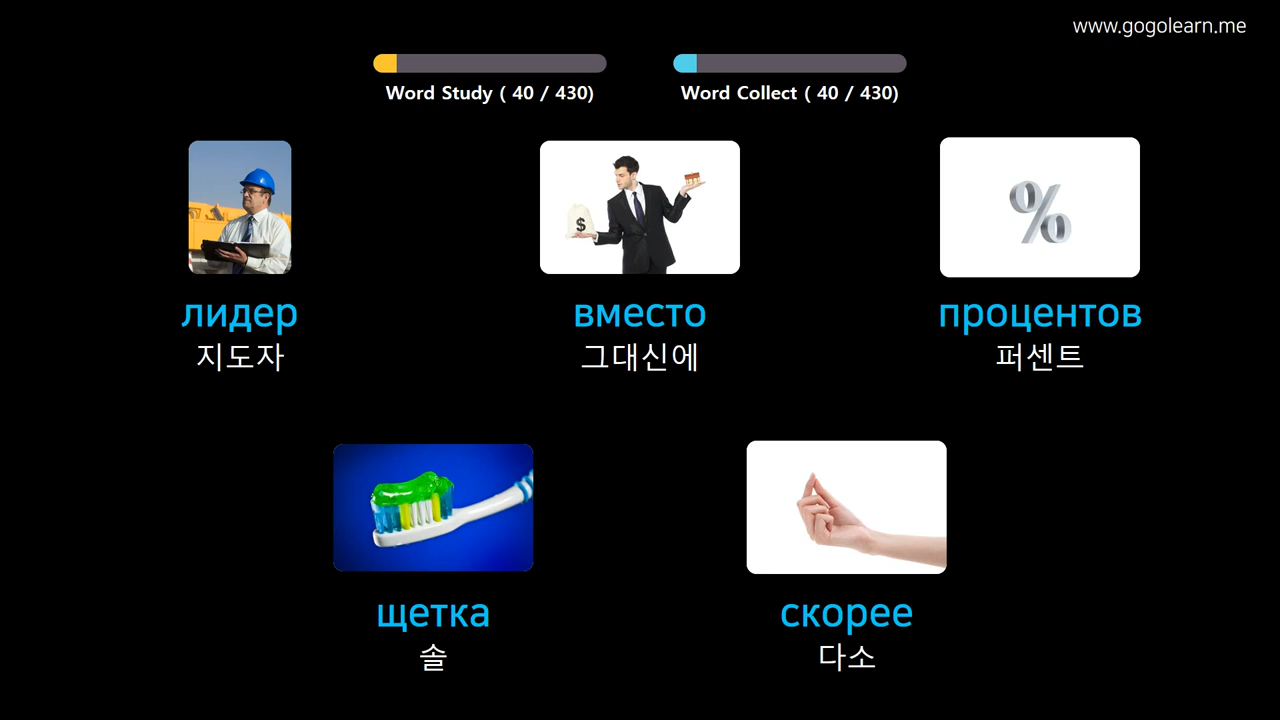 www.gogolearn.me
Word Study ( 40 / 430)
Word Collect ( 40 / 430)
лидер
지도자
вместо
그대신에
процентов
퍼센트
щетка
솔
скорее
다소